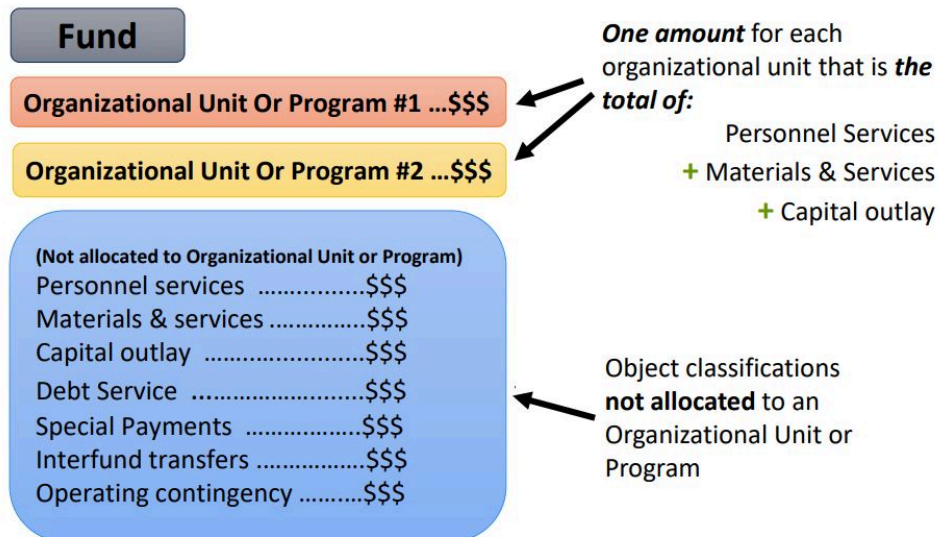 Fund
Organizational Unit Or Program #1 ...$$$
Organizational Unit Or Program #2 ...$$$
(Not allocated to Organizational Unit or Program)
Personnel services ...................$$$
Materials & services ...............$$$
Capital outlay .........................$$$
Debt Service ...........................$$$
Special Payments ....................$$$
Interfund transfers ..................$$$
Operating contingency ..........$$$
One amount for each
organizational unit that is the
total of:
Personnel Services
+ Materials & Services
+ Capital outlay
Object classifications
not allocated to an
Organizational Unit or
Program